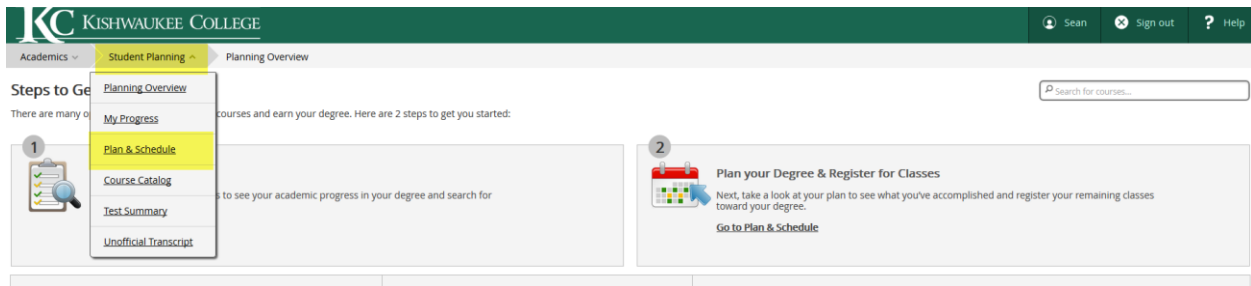 KC KISHWAUKEE COLLEGE
Sean
Sign out
? Help
Academics
Student Planning
Planning Overview
Steps to Ge
Search for courses...
There are many o
courses and earn your degree. Here are 2 steps to get you started:
Planning Overview
My Progress
Plan & Schedule
Course Catalog
Test Summary
Unofficial Transcript
1
s to see your academic progress in your degree and search for
2
Plan your Degree & Register for Classes
Next, take a look at your plan to see what you've accomplished and register your remaining classes
toward your degree.
Go to Plan & Schedule